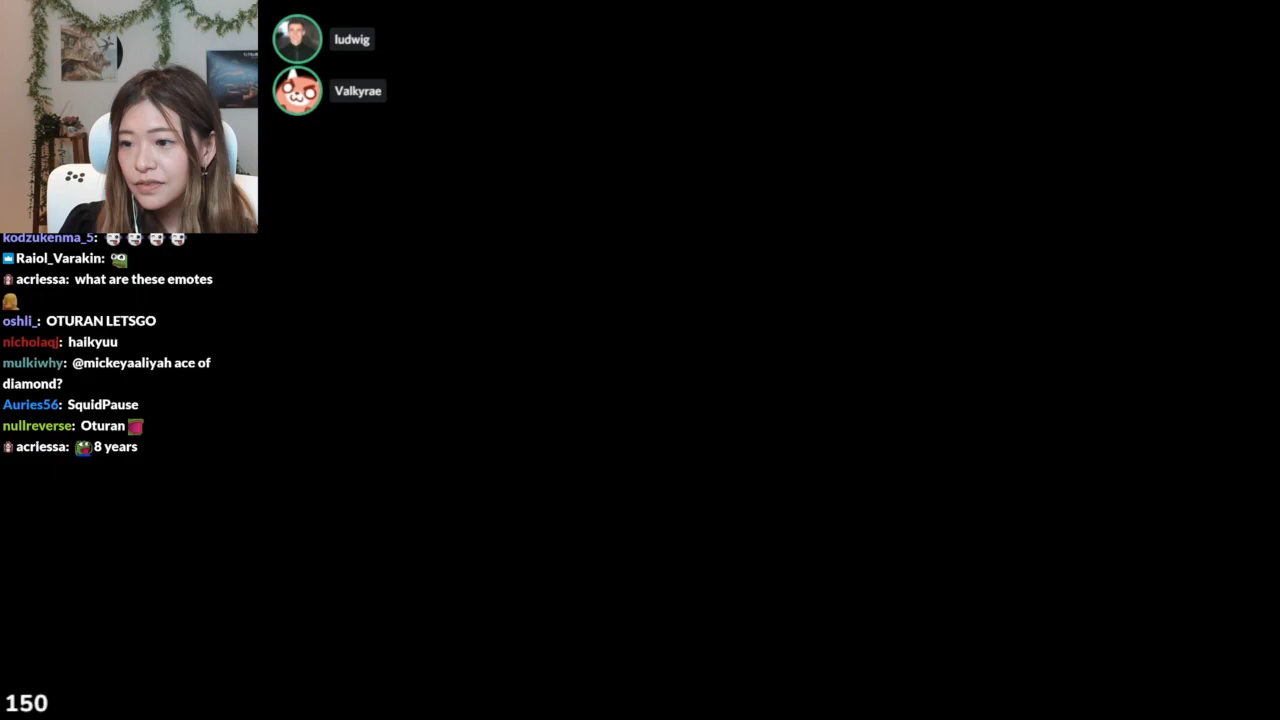 ludwig
Valkyrae
kodzukenma_5:
Raiol_Varakin:
acriessa: what are these emotes
oshli_: OTURAN LETSGO
nicholaqj: haikyuu
mulkiwhy: @mickeyaaliyah ace of
diamond?
Auries56: SquidPause
nullreverse: Oturan
acriessa: 8 years
150